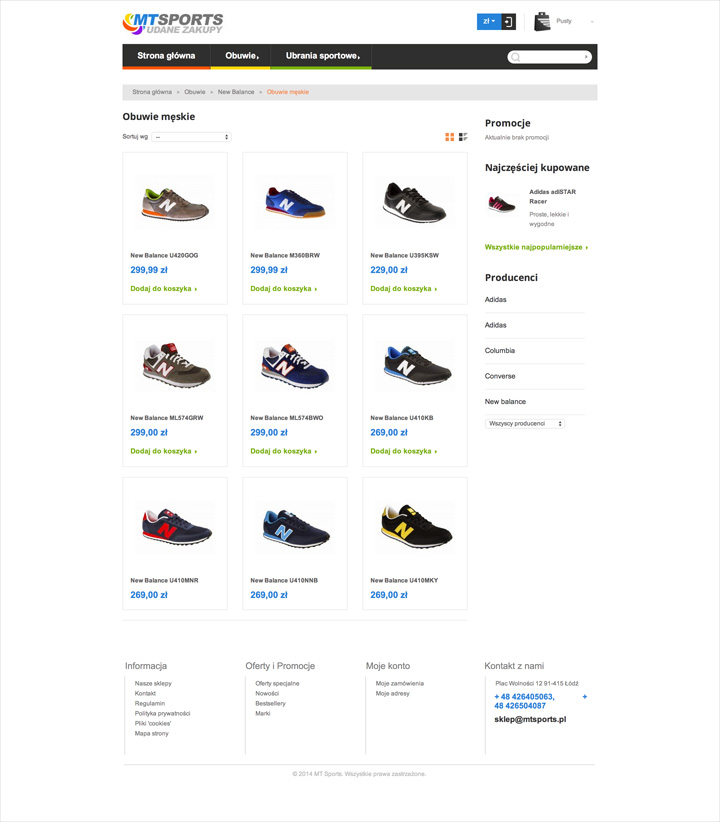 MTSPORTS
UDANE ZAKUPY
zł
Pusty
Strona główna
Obuwie
Ubrania sportowe
Strona główna » Obuwie » New Balance » Obuwie męskie
Obuwie męskie
Sortuj wg --
New Balance U420GOG
299,99 zł
Dodaj do koszyka
New Balance M360BRW
299,99 zł
Dodaj do koszyka
New Balance U395KSW
229,00 zł
Dodaj do koszyka
New Balance ML574GRW
299,00 zł
Dodaj do koszyka
New Balance ML574BWO
299,00 zł
Dodaj do koszyka
New Balance U410KB
269,00 zł
Dodaj do koszyka
New Balance U410MNR
269,00 zł
New Balance U410NNB
269,00 zł
New Balance U410MKY
269,00 zł
Promocje
Aktualnie brak promocji
Najczęściej kupowane
Adidas adiSTAR
Racer
Proste, lekkie i
wygodne
Wszystkie najpopularniejsze
Producenci
Adidas
Adidas
Columbia
Converse
New balance
Wszyscy producenci
Informacja
Nasze sklepy
Kontakt
Regulamin
Polityka prywatności
Pliki 'cookies'
Mapa strony
Oferty i Promocje
Oferty specjalne
Nowości
Bestsellery
Marki
Moje konto
Moje zamówienia
Moje adresy
Kontakt z nami
Plac Wolności 12 91-415 Łódź
+ 48 426405063, +
48 426504087
sklep@mtsports.pl
© 2014 MT Sports. Wszystkie prawa zastrzeżone.